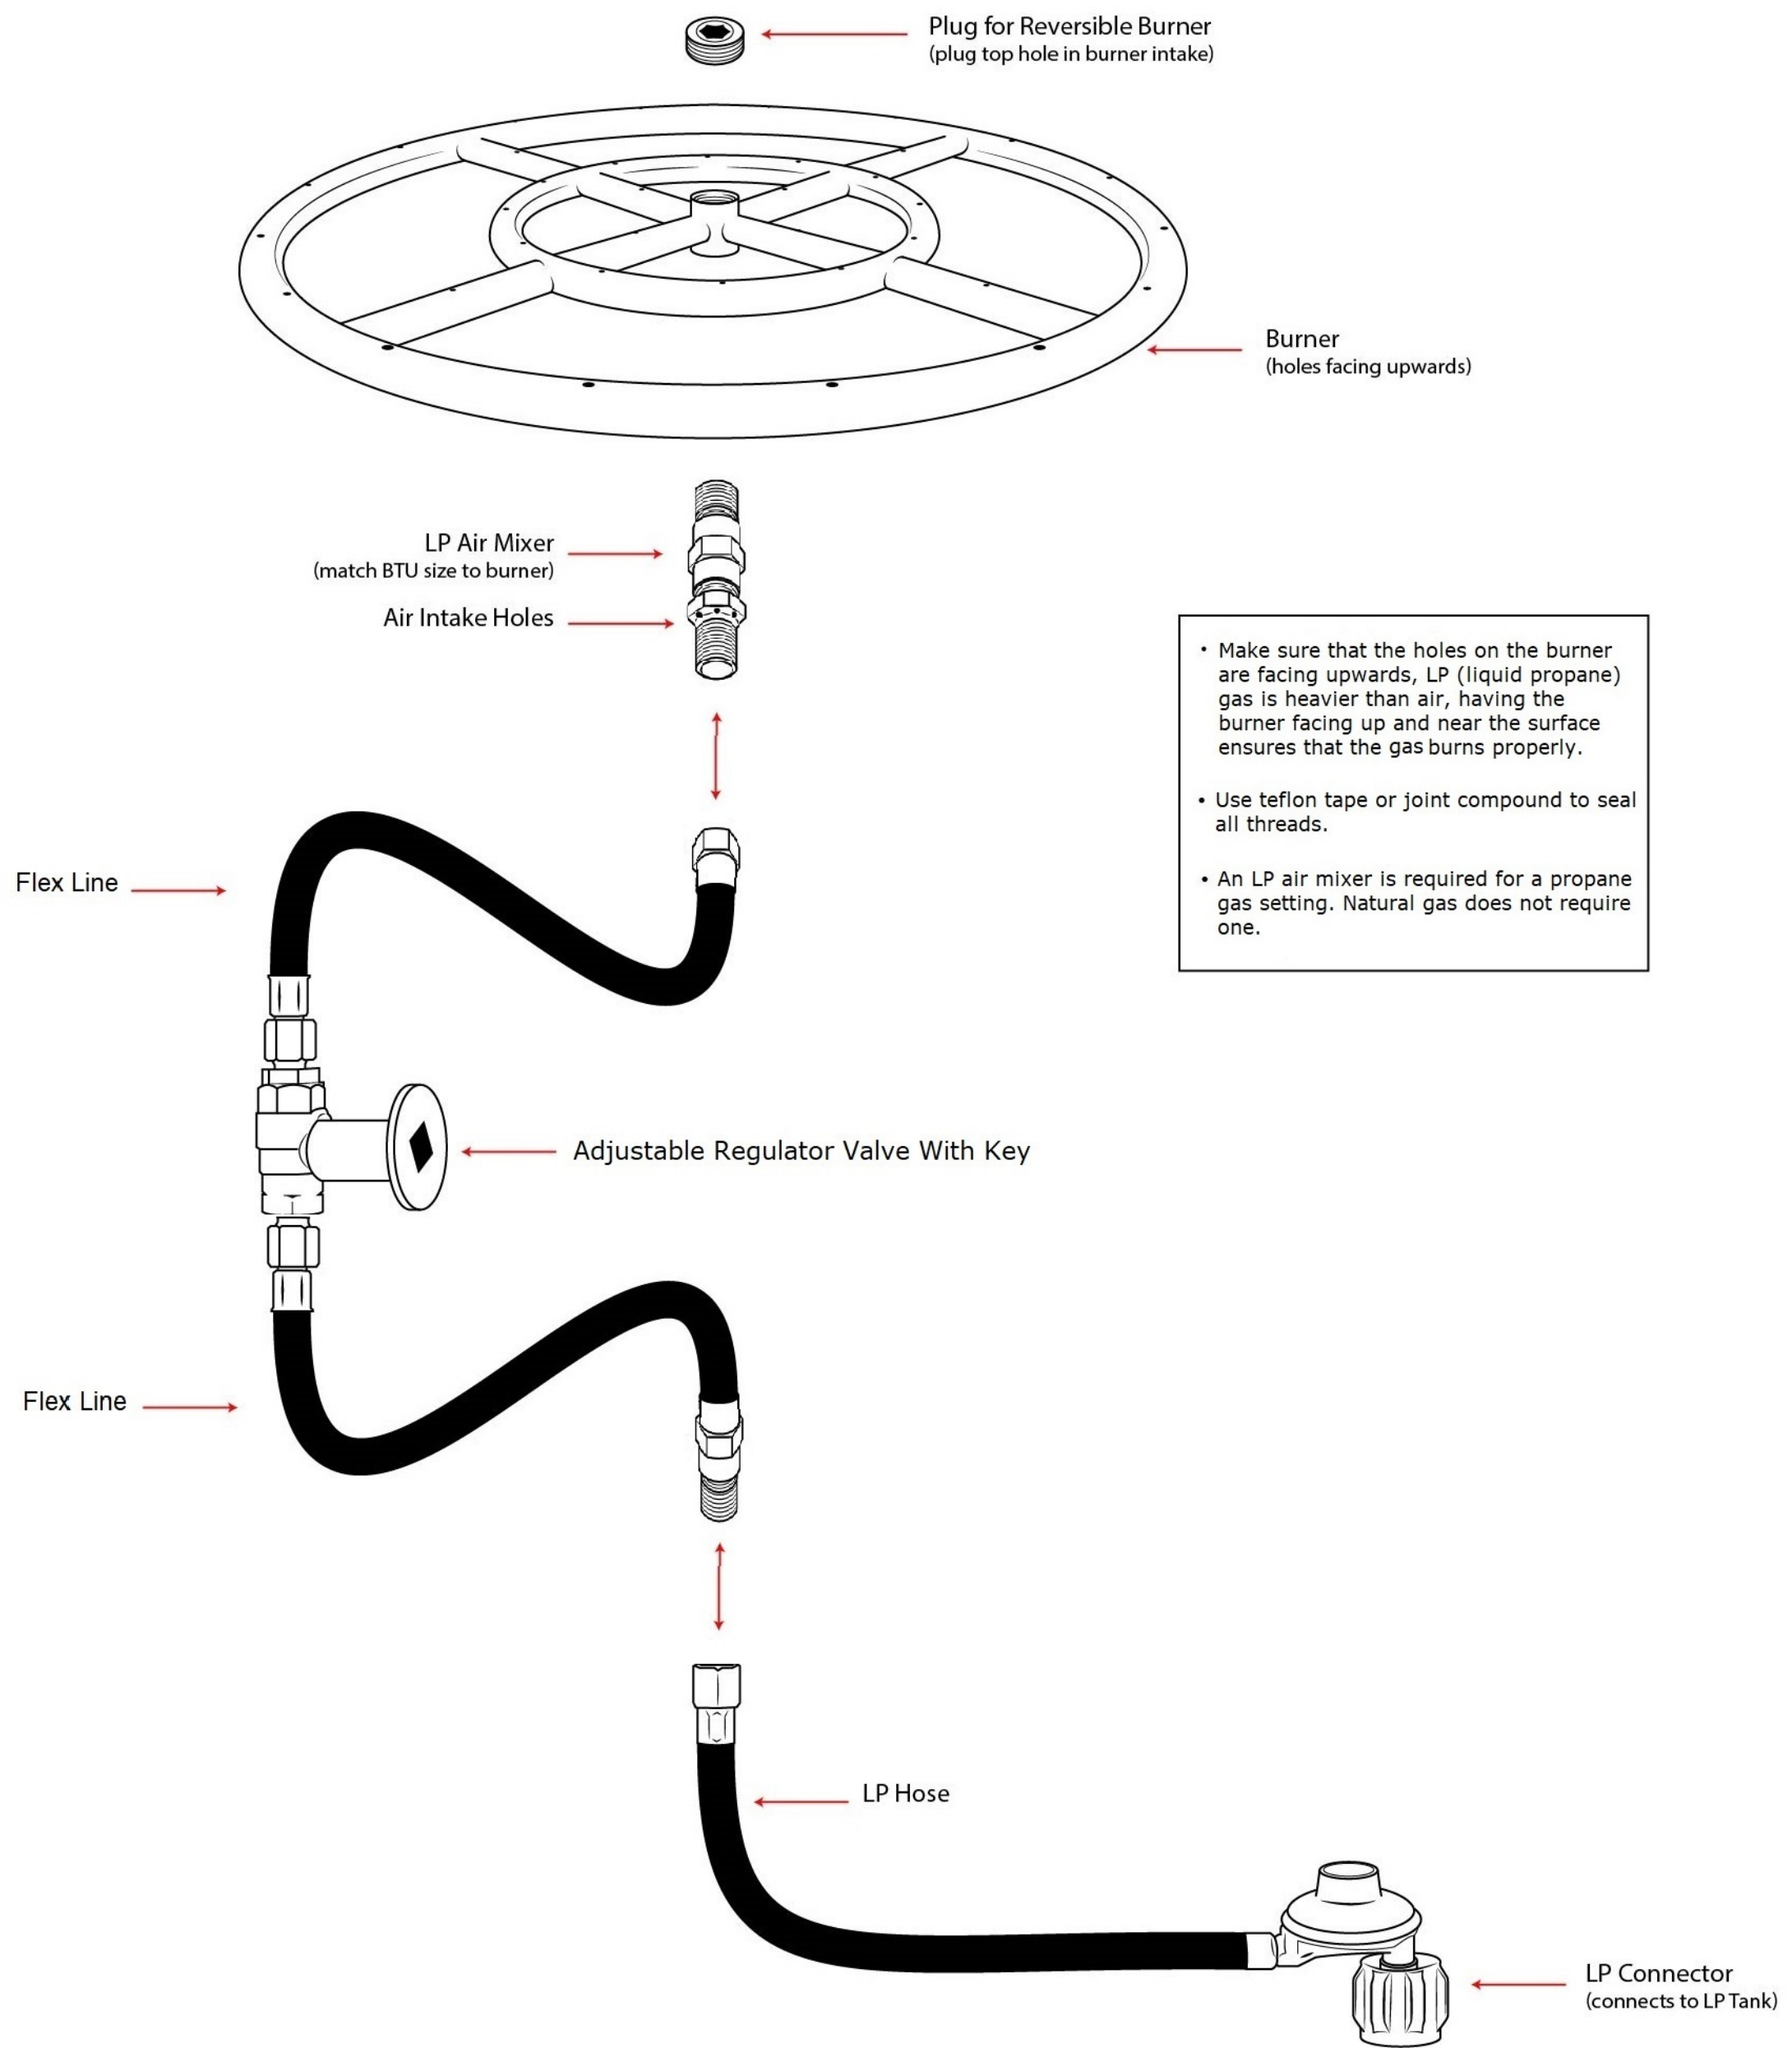 Plug for Reversible Burner
(plug top hole in burner intake)
Burner
(holes facing upwards)
LP Air Mixer
(match BTU size to burner)
Air Intake Holes
• Make sure that the holes on the burner
are facing upwards, LP (liquid propane)
gas is heavier than air, having the
burner facing up and near the surface
ensures that the gas burns properly.
• Use teflon tape or joint compound to seal
all threads.
• An LP air mixer is required for a propane
gas setting. Natural gas does not require
one.
Flex Line
Adjustable Regulator Valve With Key
Flex Line
LP Hose
LP Connector
(connects to LP Tank)